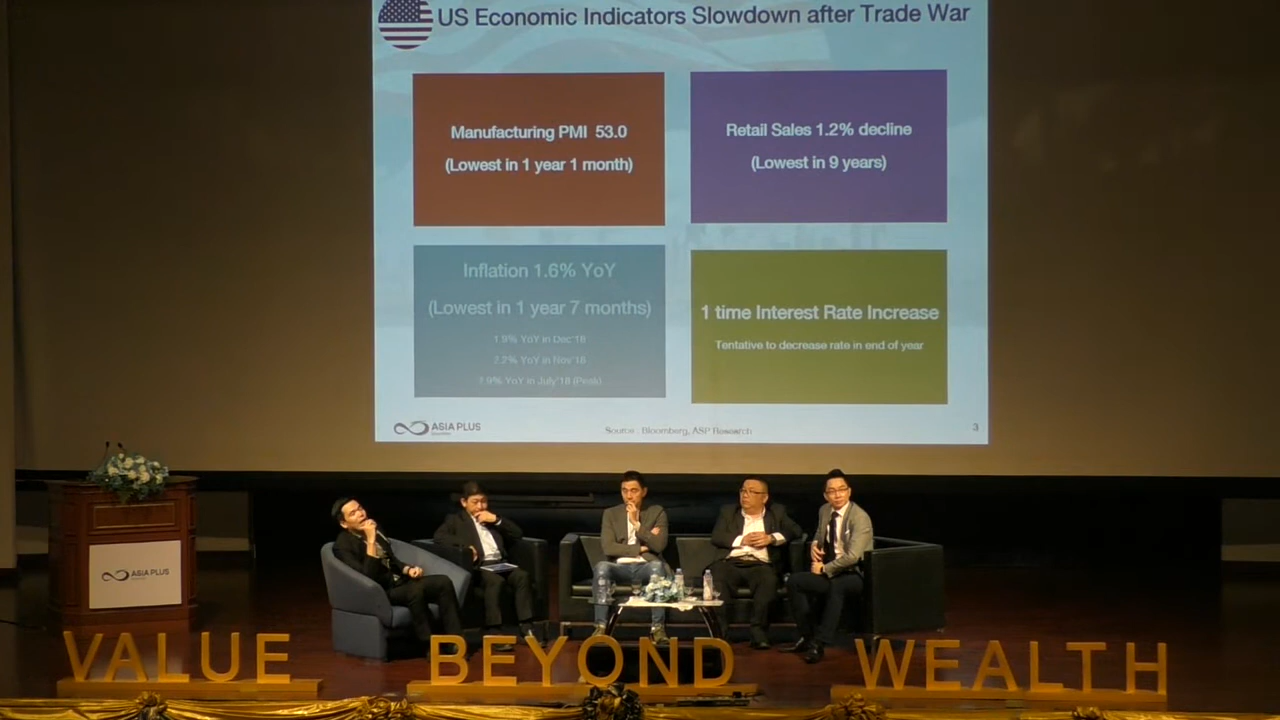 US Economic Indicators Slowdown after Trade War
Manufacturing PMI 53.0
(Lowest in 1 year 1 month)
Retail Sales 1.2% decline
(Lowest in 9 years)
Inflation 1.6% YoY
(Lowest in 1 year 7 months)
1.9% YoY in Dec'18
2.2% YoY in Nov'18
2.9% YoY in July'18 (Peak)
1 time Interest Rate Increase
Tentative to decrease rate in end of year
ASIA PLUS
Source : Bloomberg, ASP Research
3
ASIA PLUS
VALUE BEYOND WEALTH